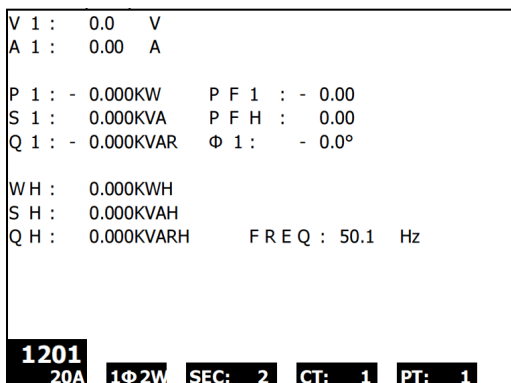 V 1 : 0.0 V
A 1 : 0.00 A
P 1 : - 0.000KW P F 1 : - 0.00
S 1 : 0.000KVA P F H : 0.00
Q 1 : - 0.000KVAR Φ 1 : - 0.0°
W H : 0.000KWH
S H : 0.000KVAH
Q H : 0.000KVARH F R E Q : 50.1 Hz
1201
20A 1Φ2W SEC: 2 CT: 1 PT: 1